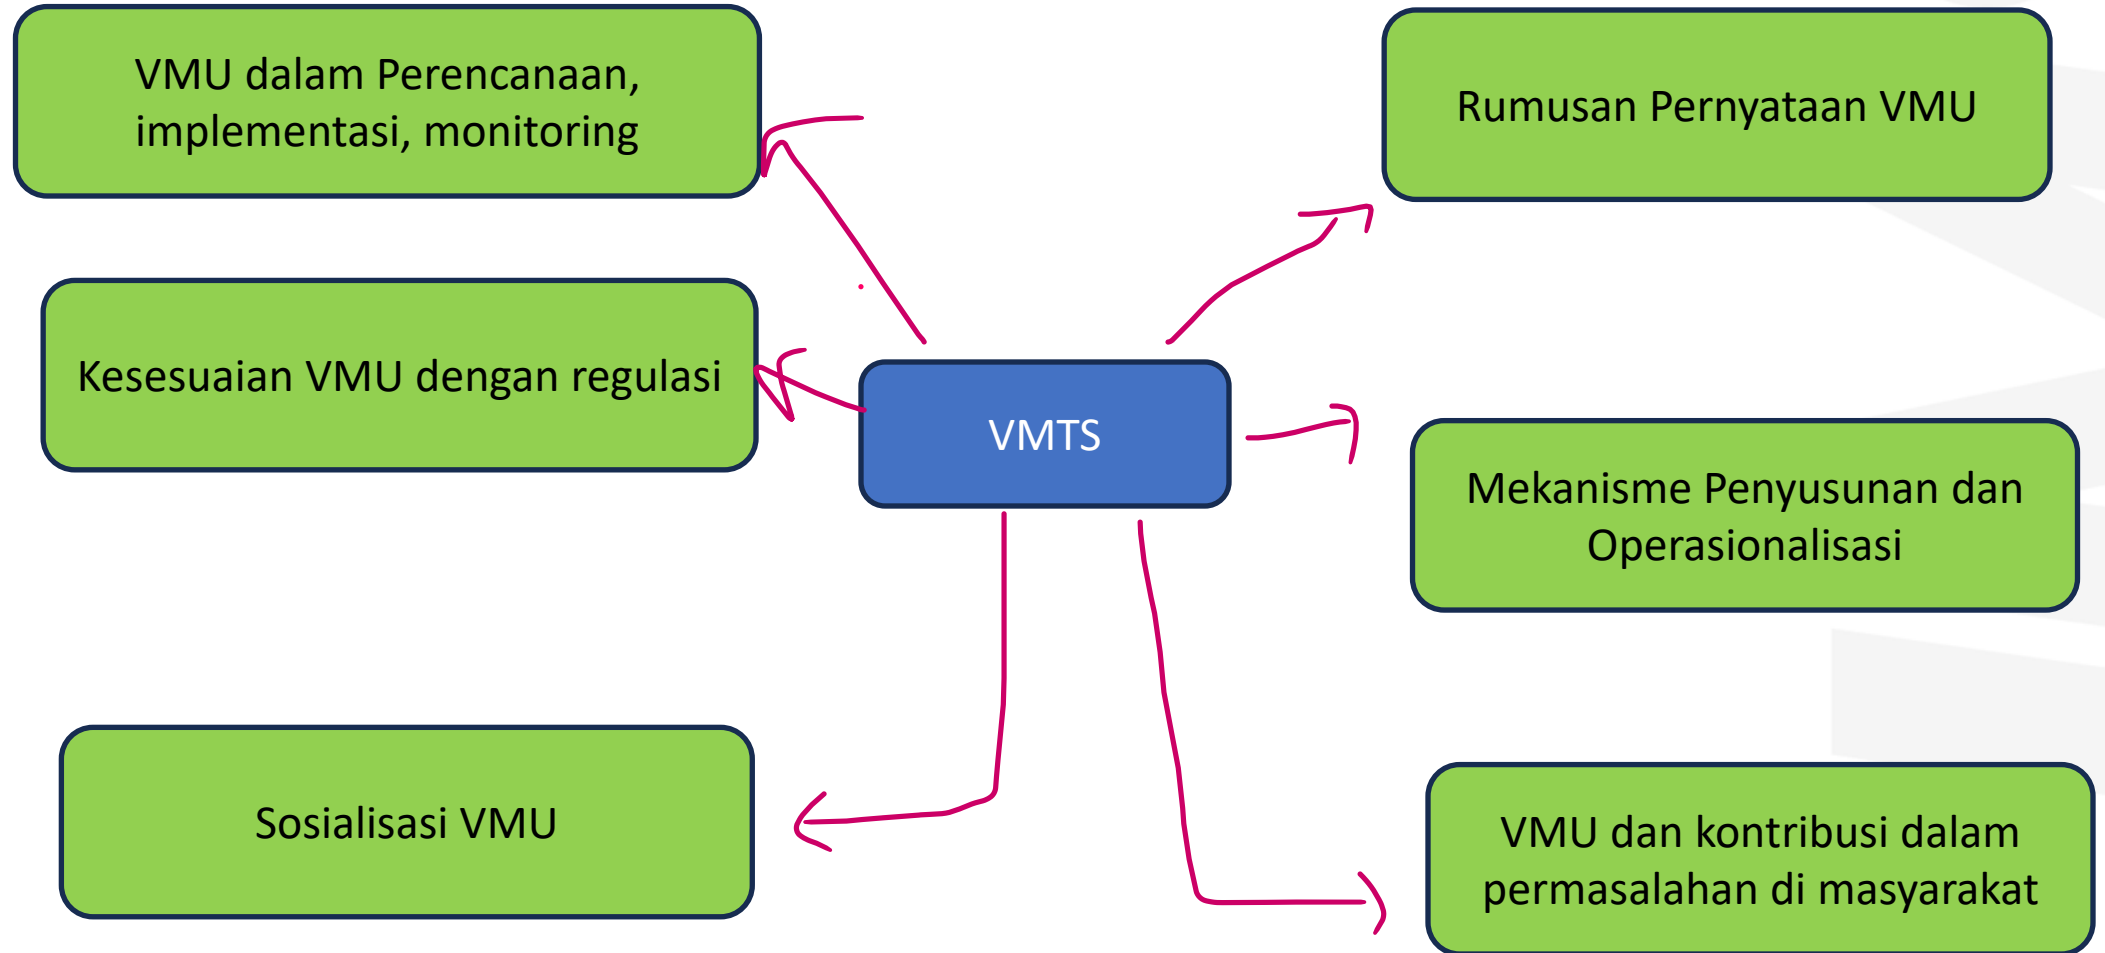 VMU dalam Perencanaan,
implementasi, monitoring
Rumusan Pernyataan VMU
Kesesuaian VMU dengan regulasi
VMTS
Mekanisme Penyusunan dan
Operasionalisasi
Sosialisasi VMU
VMU dan kontribusi dalam
permasalahan di masyarakat